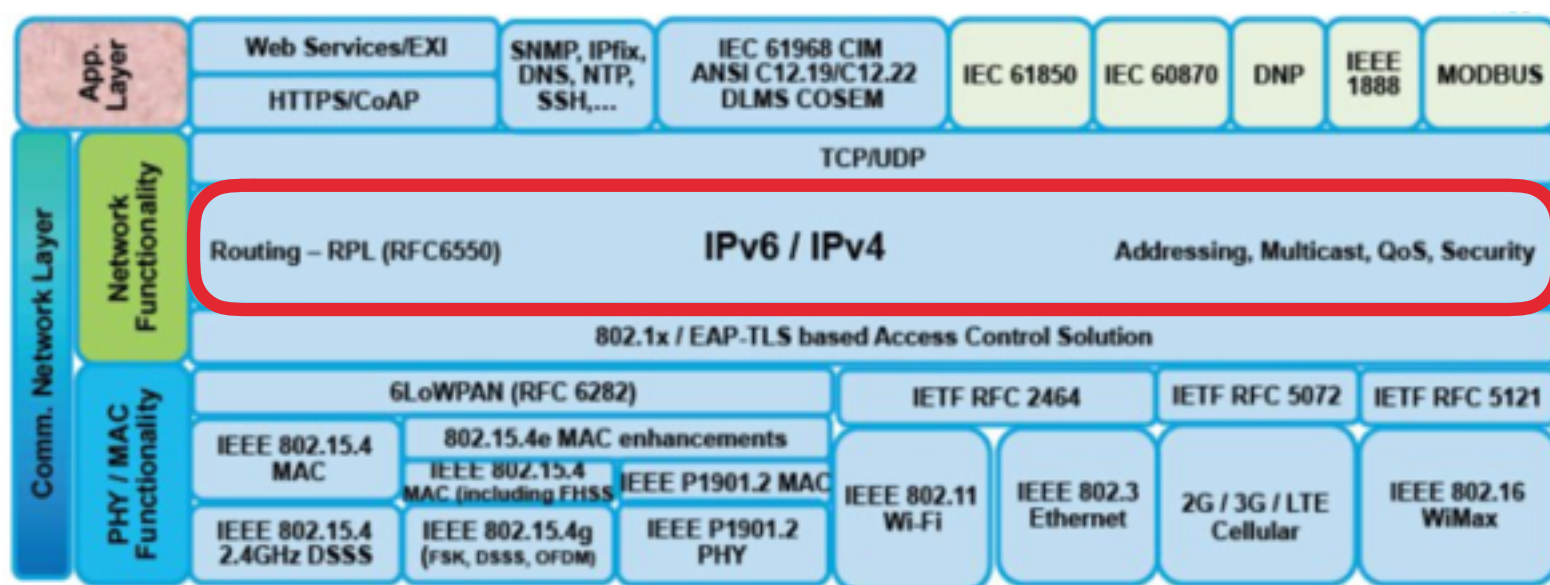 App.
Layer
Web Services/EXI
HTTPS/CoAP
SNMP, IPfix,
DNS, NTP,
SSH,...
IEC 61968 CIM
ANSI C12.19/C12.22
DLMS COSEM
IEC 61850
IEC 60870
DNP
IEEE
1888
MODBUS
Comm. Network Layer
Network
Functionality
TCP/UDP
Routing – RPL (RFC6550)
IPv6 / IPv4
Addressing, Multicast, QoS, Security
802.1x / EAP-TLS based Access Control Solution
PHY / MAC
Functionality
6LoWPAN (RFC 6282)
IETF RFC 2464
IETF RFC 5072
IETF RFC 5121
IEEE 802.15.4
MAC
802.15.4e MAC enhancements
IEEE 802.15.4
MAC (including FHSS
IEEE P1901.2 MAC
IEEE 802.11
Wi-Fi
IEEE 802.3
Ethernet
2G / 3G / LTE
Cellular
IEEE 802.16
WiMax
IEEE 802.15.4
2.4GHz DSSS
IEEE 802.15.4g
(FSK, DSSS, OFDM)
IEEE P1901.2
PHY